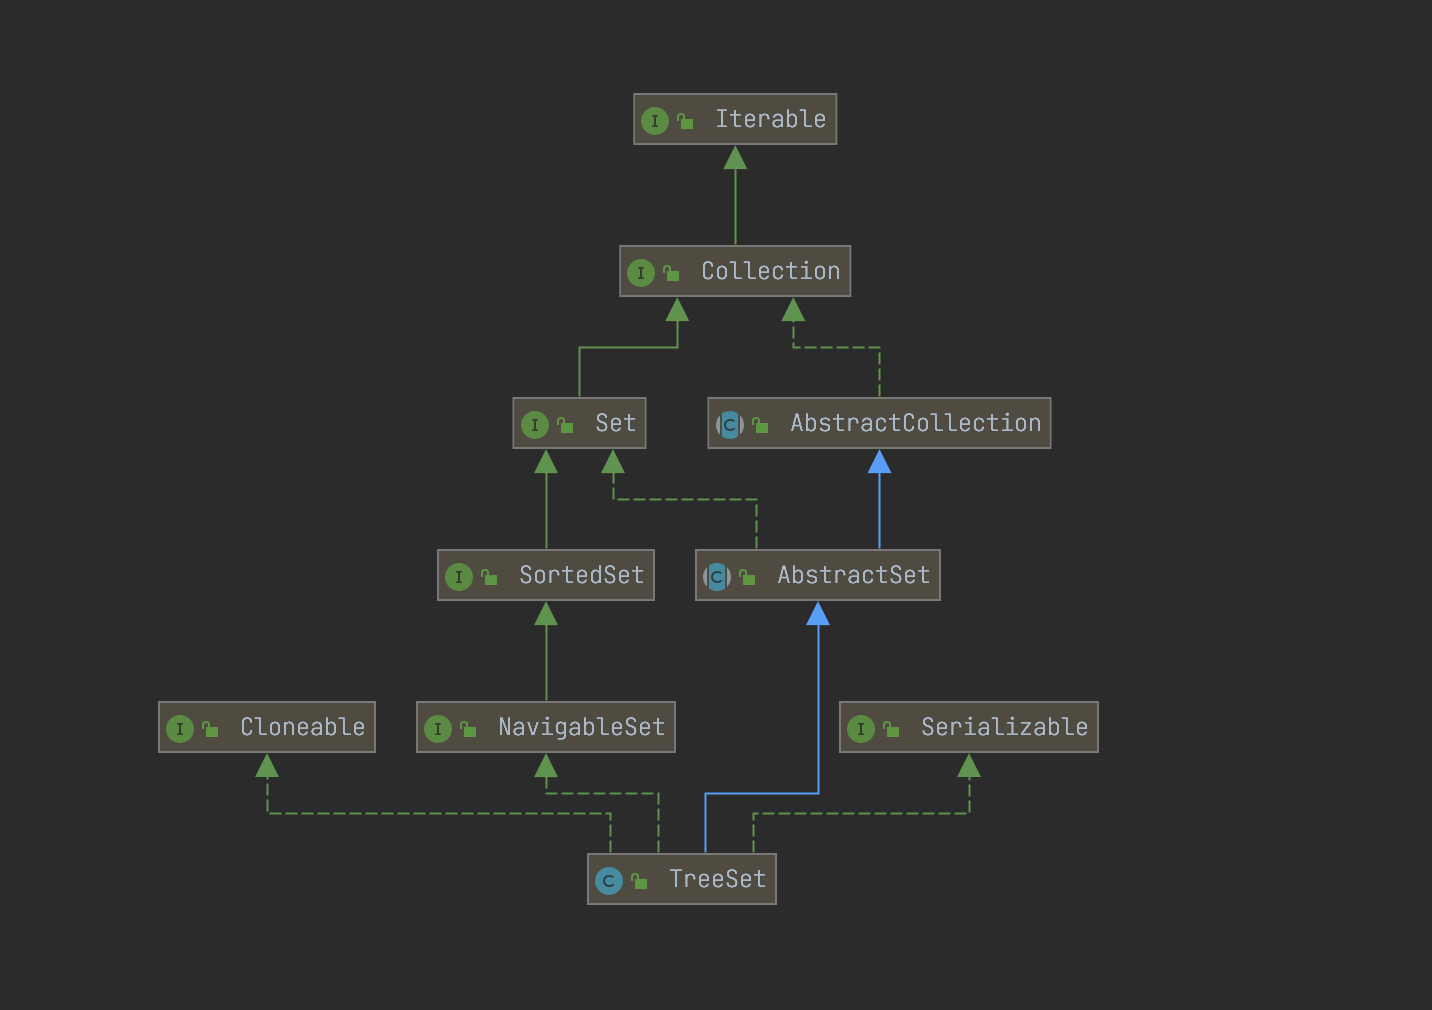 I Iterable
I Collection
I Set
C AbstractCollection
I SortedSet
C AbstractSet
I Cloneable
I NavigableSet
I Serializable
C TreeSet